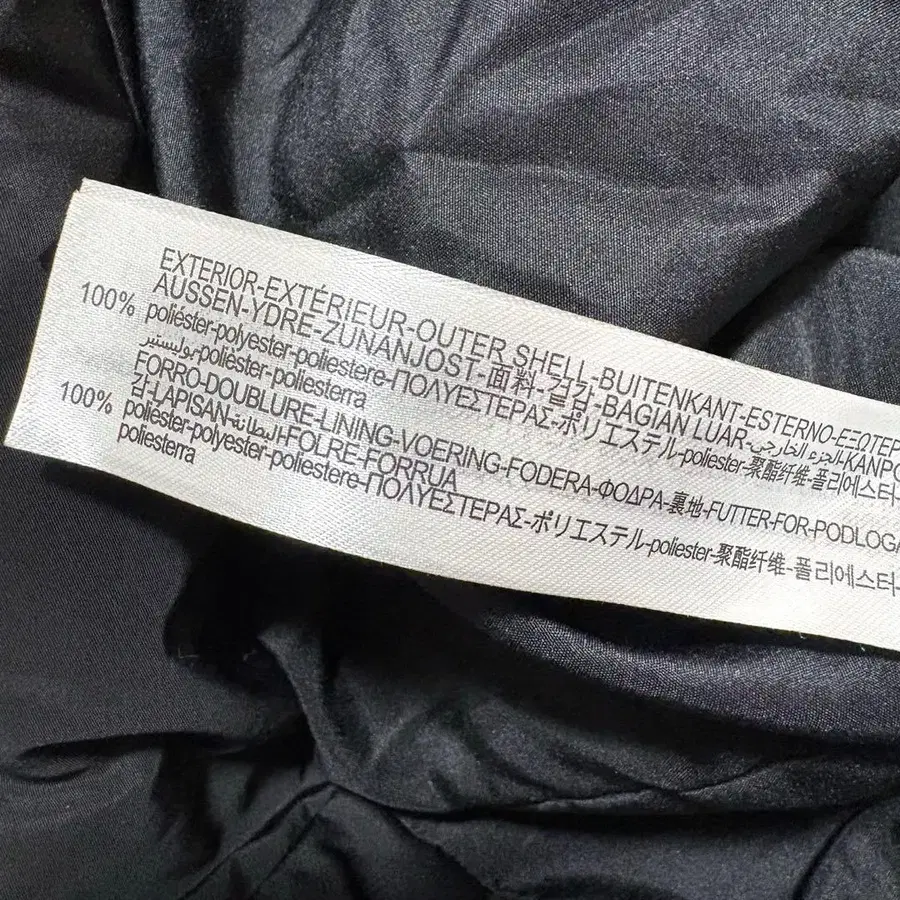 EXTERIOR-EXTÉRIEUR-OUTER SHELL-BUITENKANT-ESTERNO-ΕΞΩΤΕΡ
AUSSEN-YDRE-ZUNANJOST-面料-겉감-BAGIAN LUAR-الجزء الخارجي-KANPO
100% poliéster-polyester-poliestere-ΠΟΛΥΕΣΤΕΡΑΣ-ポリエステル-poliester-聚酯纤维-폴리에스터-
بوليستير-polièster-poliesterra
FORRO-DOUBLURE-LINING-VOERING-FODERA-ΦΟΔΡΑ-裏地-FUTTER-FOR-PODLOGA
감-LAPISAN-البطانة-FOLRE-FORRUA
100% poliéster-polyester-poliestere-ΠΟΛΥΕΣΤΕΡΑΣ-ポリエステル-poliester-聚酯纤维-폴리에스터-
poliesterra